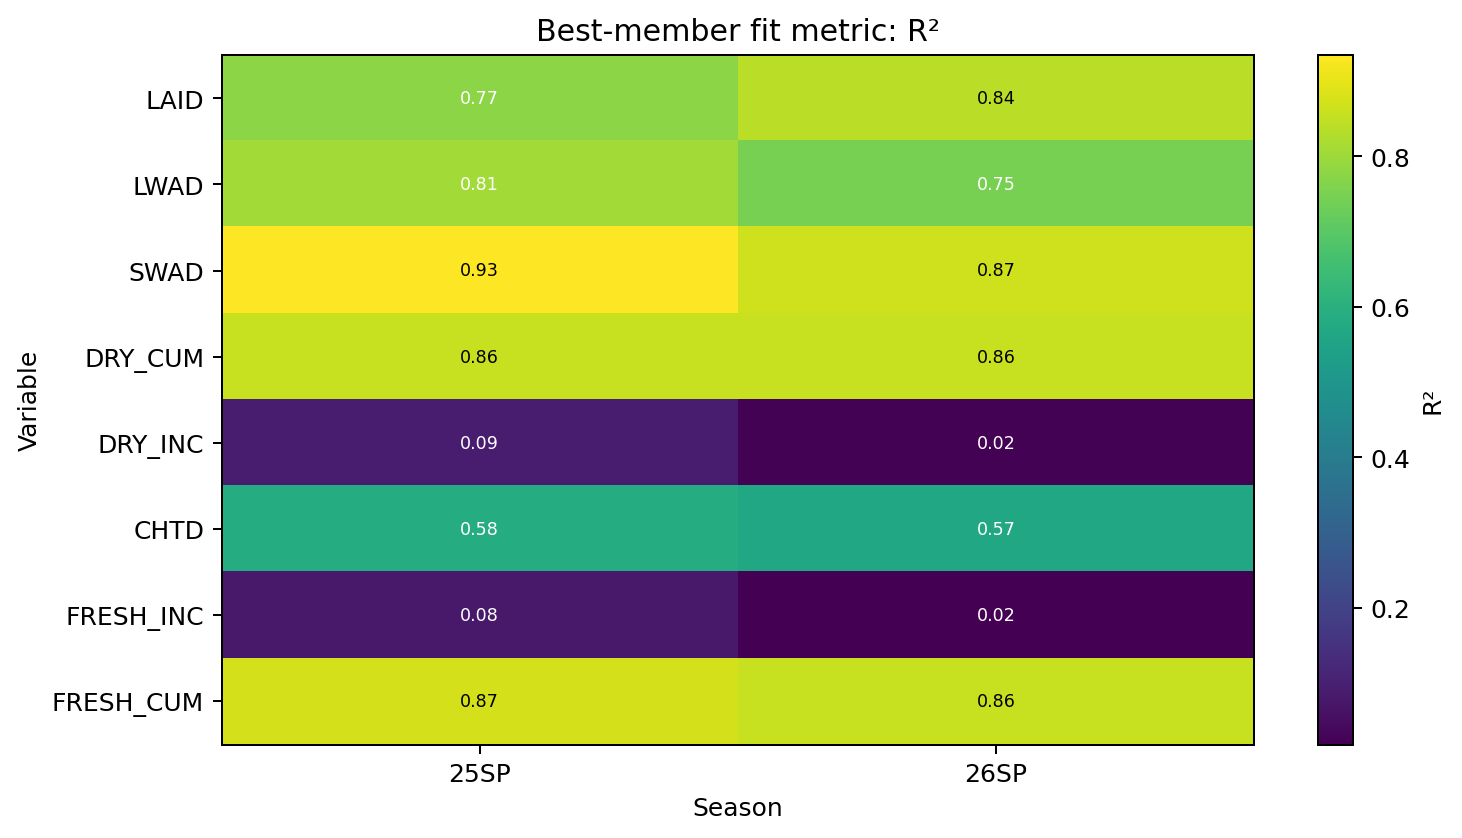 Best-member fit metric: R²
LAID 0.77 0.84
LWAD 0.81 0.75
SWAD 0.93 0.87
DRY_CUM 0.86 0.86
DRY_INC 0.09 0.02
CHTD 0.58 0.57
FRESH_INC 0.08 0.02
FRESH_CUM 0.87 0.86
25SP 26SP
Season
Variable
0.8
0.6
0.4
0.2
R²